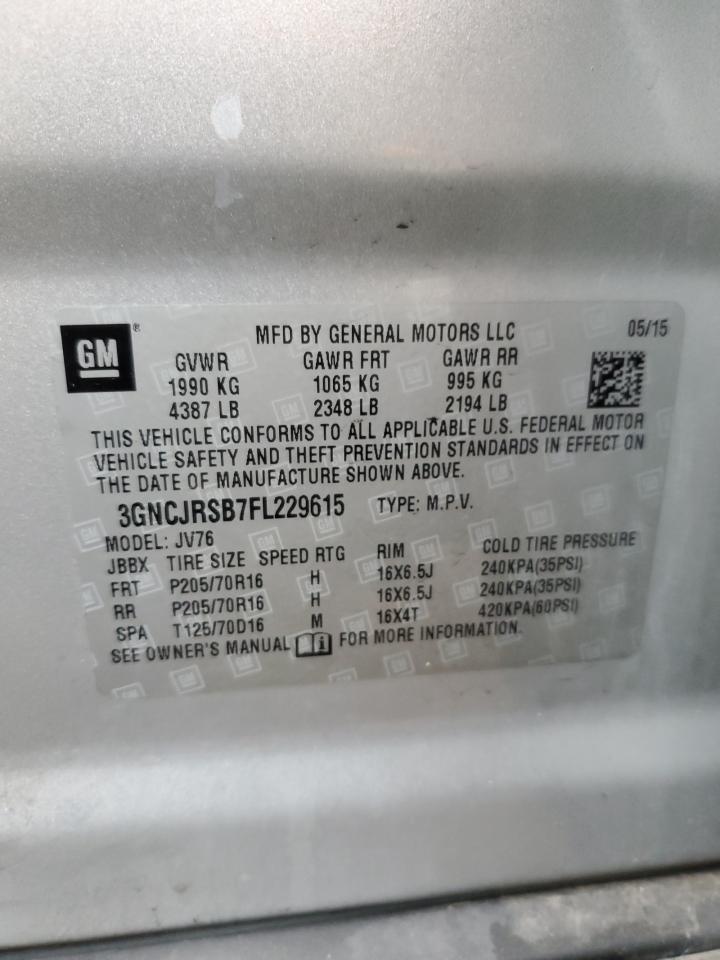 GM ® MFD BY GENERAL MOTORS LLC 05/15
GVWR GAWR FRT GAWR RR
1990 KG 1065 KG 995 KG
4387 LB 2348 LB 2194 LB
THIS VEHICLE CONFORMS TO ALL APPLICABLE U.S. FEDERAL MOTOR
VEHICLE SAFETY AND THEFT PREVENTION STANDARDS IN EFFECT ON
THE DATE OF MANUFACTURE SHOWN ABOVE.
3GNCJRSB7FL229615 TYPE: M.P.V.
MODEL: JV76
JBBX TIRE SIZE SPEED RTG RIM COLD TIRE PRESSURE
FRT P205/70R16 H 16X6.5J 240KPA(35PSI)
RR P205/70R16 H 16X6.5J 240KPA(35PSI)
SPA T125/70D16 M 16X4T 420KPA(60PSI)
SEE OWNER'S MANUAL i FOR MORE INFORMATION.